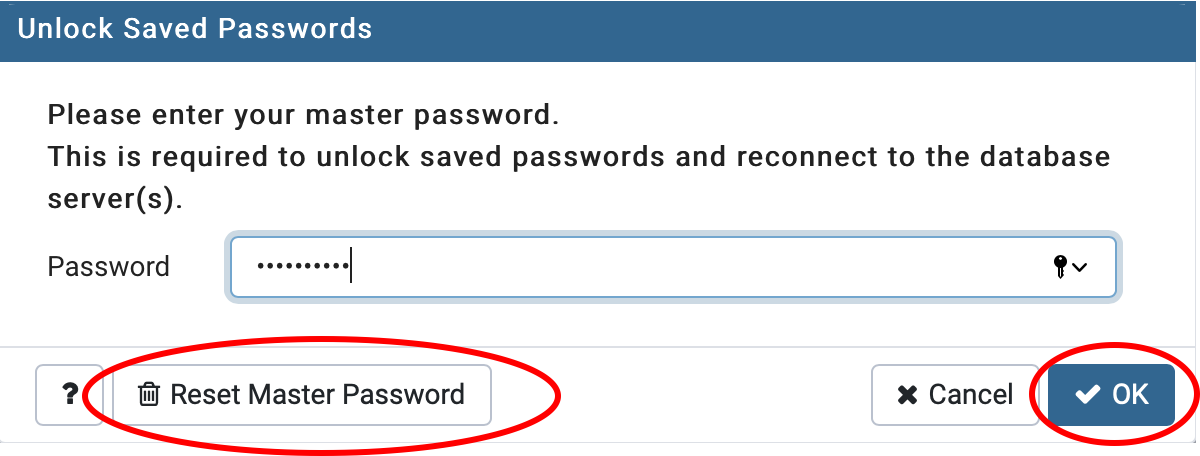 Unlock Saved Passwords
Please enter your master password.
This is required to unlock saved passwords and reconnect to the database
server(s).
Password ••••••••••
? Reset Master Password Cancel OK